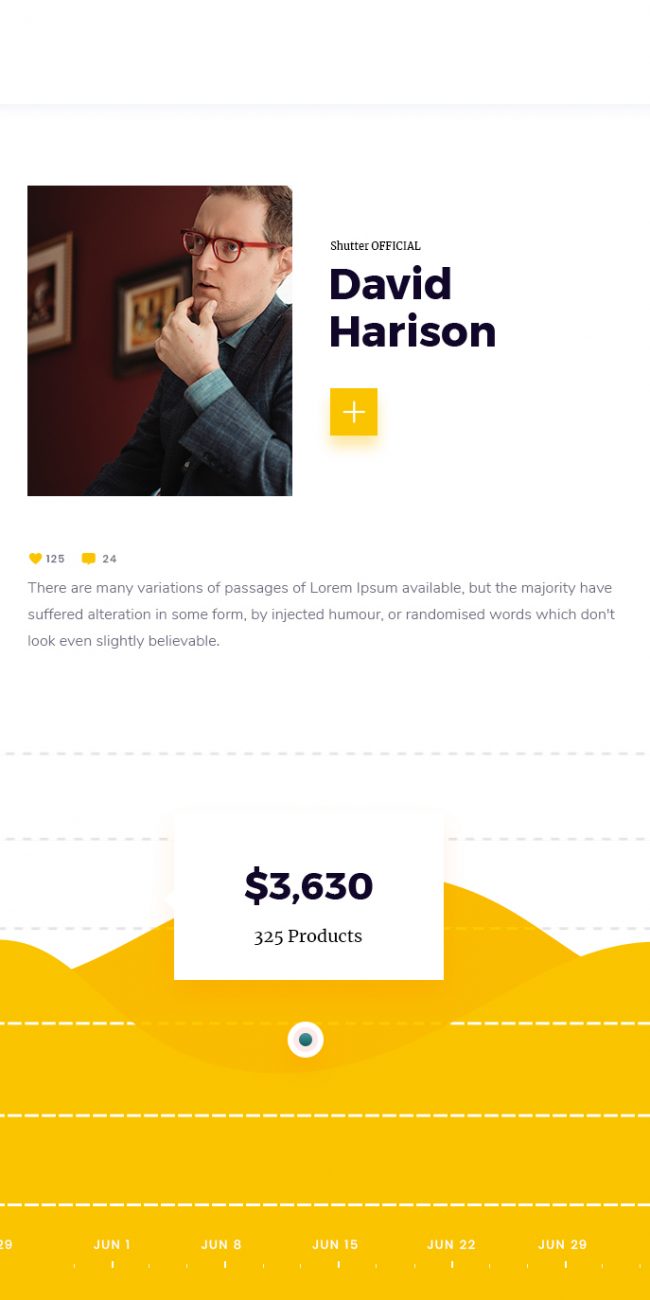 Shutter OFFICIAL
David
Harison
125 24
There are many variations of passages of Lorem Ipsum available, but the majority have
suffered alteration in some form, by injected humour, or randomised words which don't
look even slightly believable.
$3,630
325 Products
29 JUN 1 JUN 8 JUN 15 JUN 22 JUN 29